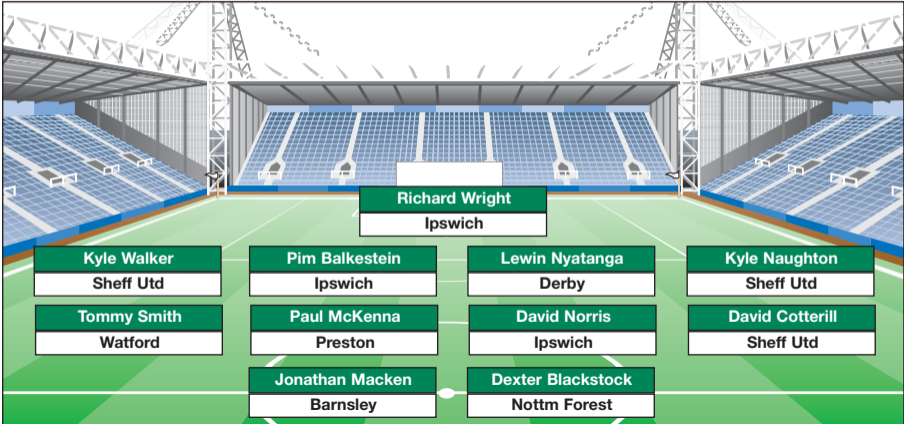 Richard Wright
Ipswich
Kyle Walker
Sheff Utd
Pim Balkestein
Ipswich
Lewin Nyatanga
Derby
Kyle Naughton
Sheff Utd
Tommy Smith
Watford
Paul McKenna
Preston
David Norris
Ipswich
David Cotterill
Sheff Utd
Jonathan Macken
Barnsley
Dexter Blackstock
Nottm Forest